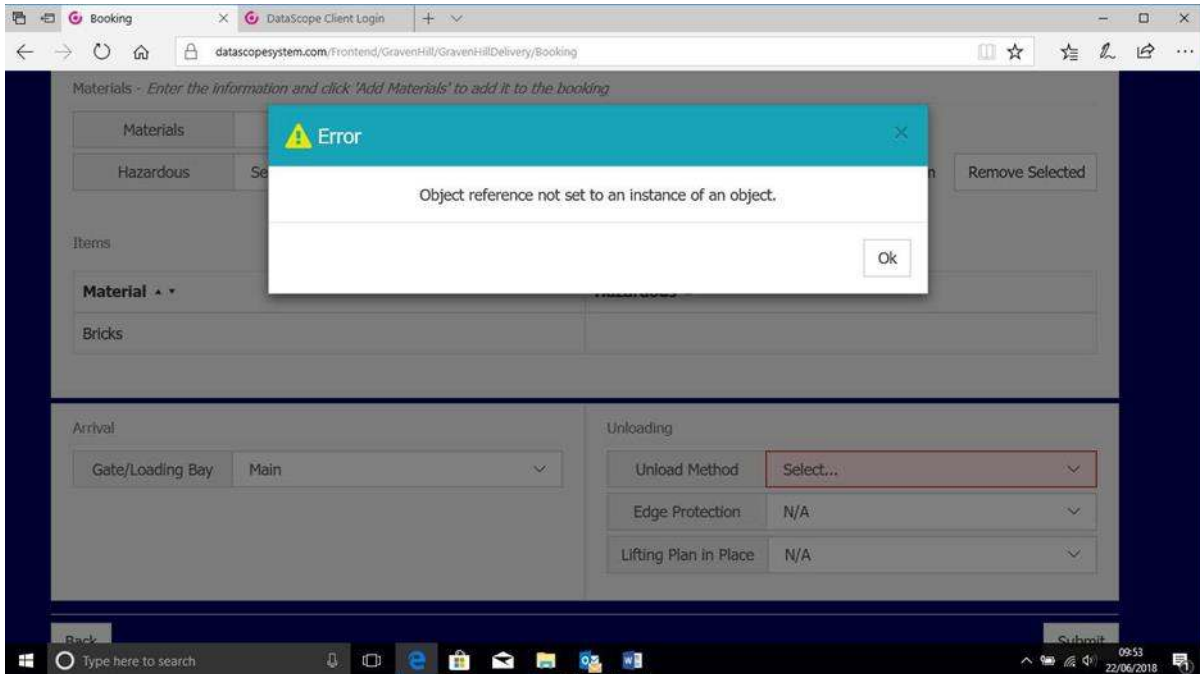 Booking
DataScope Client Login
datascopesystem.com/Frontend/GravenHill/GravenHillDelivery/Booking
Materials - Enter the information and click 'Add Materials' to add it to the booking
Materials
Error
Hazardous Se n Remove Selected
Object reference not set to an instance of an object.
Items
Ok
Material Hazardous
Bricks
Arrival Unloading
Gate/Loading Bay Main Unload Method Select...
Edge Protection N/A
Lifting Plan in Place N/A
Back Submit
Type here to search
09:53
22/06/2018